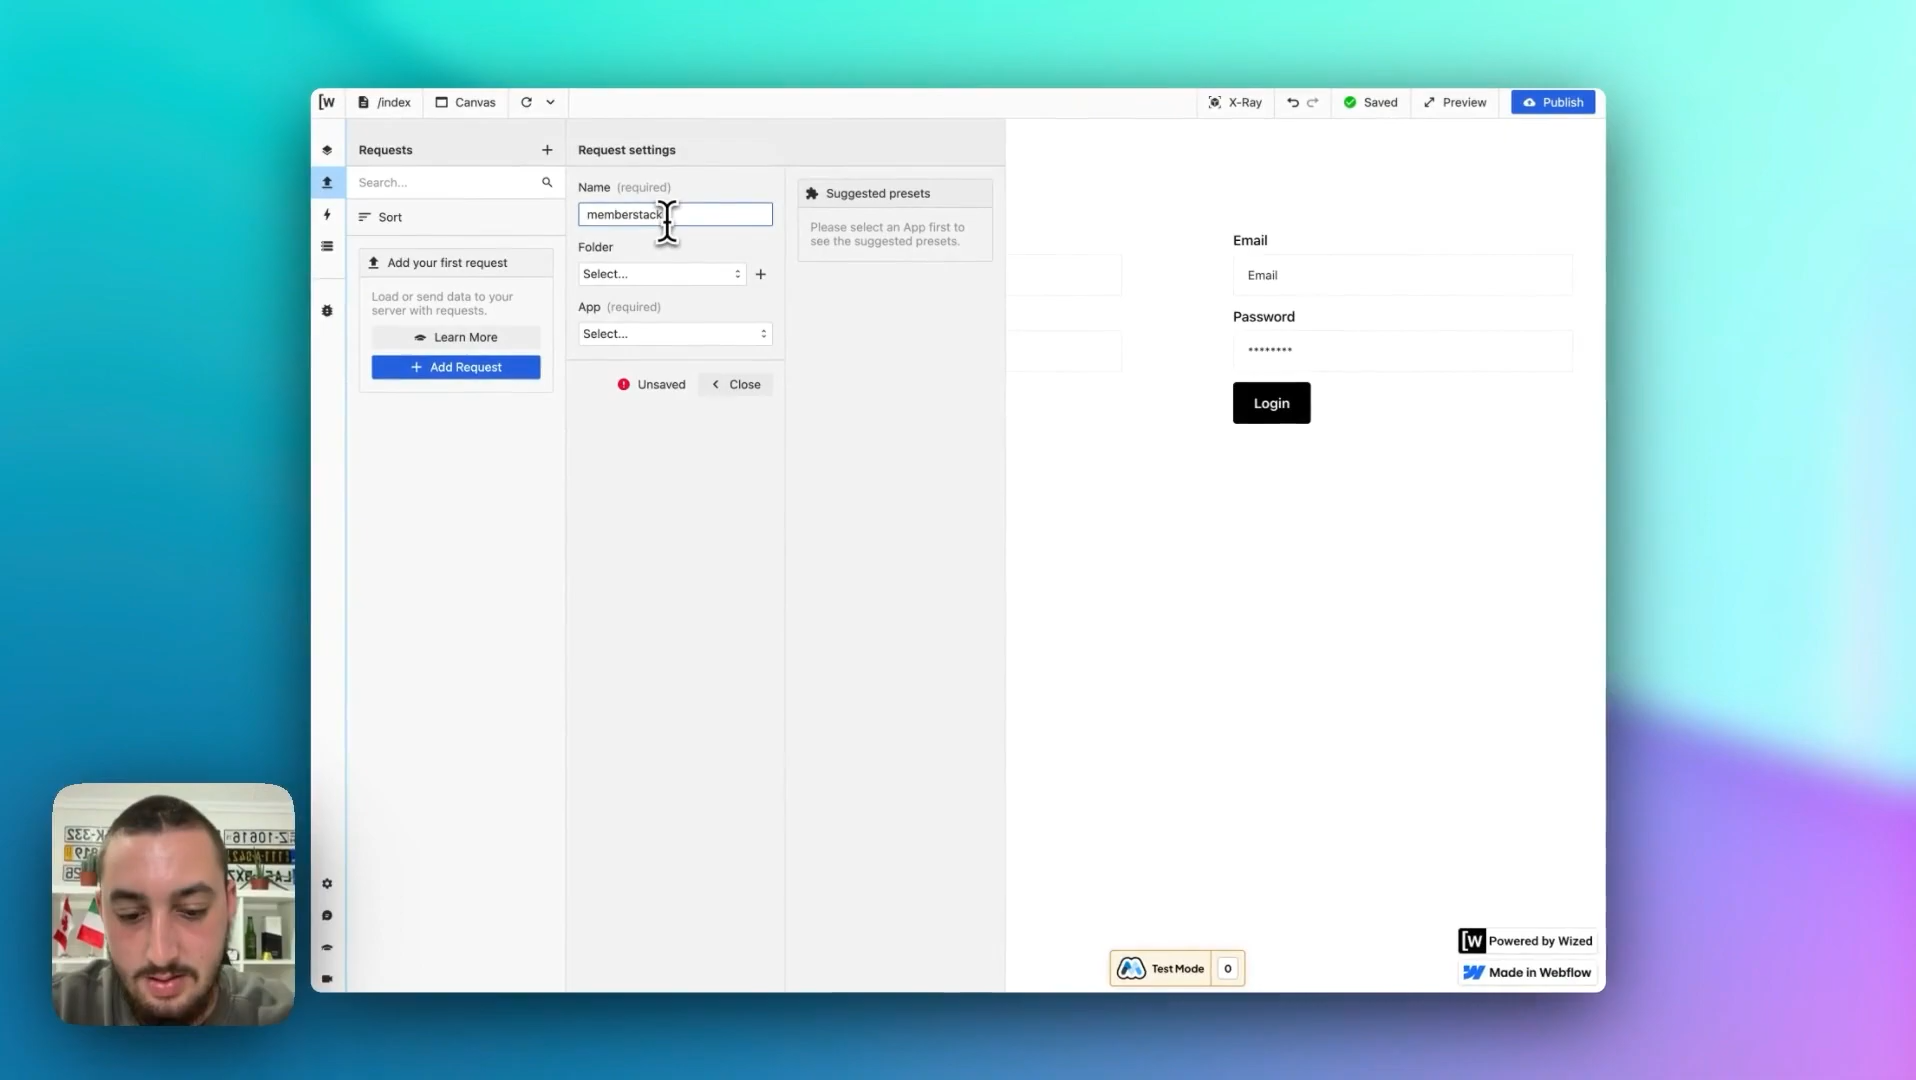 [W
/index
Canvas
X-Ray
Saved
Preview
Publish
Requests
Request settings
Search...
Sort
Add your first request
Load or send data to your
server with requests.
Learn More
Add Request
Name (required)
memberstack
Folder
Select...
App (required)
Select...
Unsaved
Close
Suggested presets
Please select an App first to
see the suggested presets.
Email
Email
Password
********
Login
Test Mode
0
[W Powered by Wized
Made in Webflow